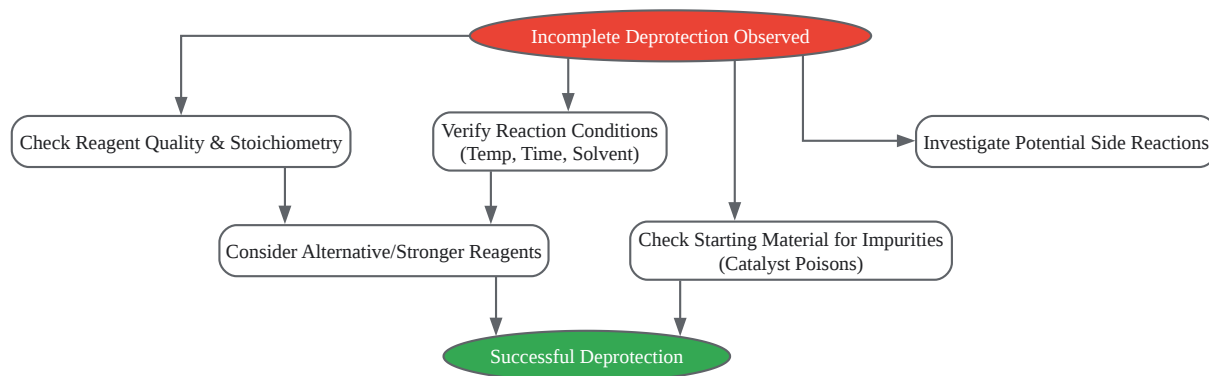 Incomplete Deprotection Observed
Check Reagent Quality & Stoichiometry
Verify Reaction Conditions
(Temp, Time, Solvent)
Investigate Potential Side Reactions
Consider Alternative/Stronger Reagents
Check Starting Material for Impurities
(Catalyst Poisons)
Successful Deprotection